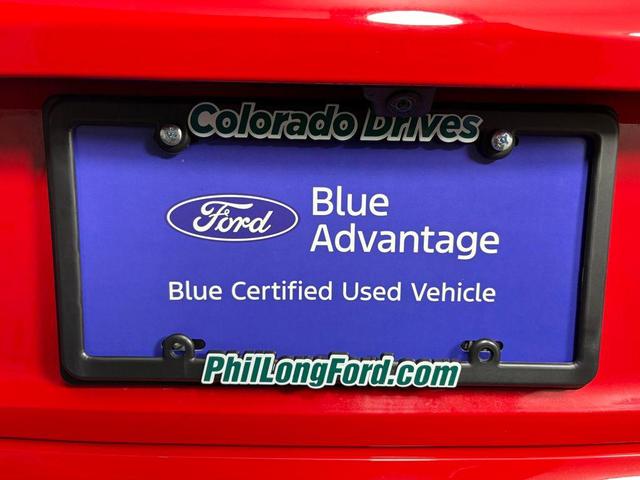 Colorado Drives
Ford
Blue
Advantage
Blue Certified Used Vehicle
PhilLongFord.com